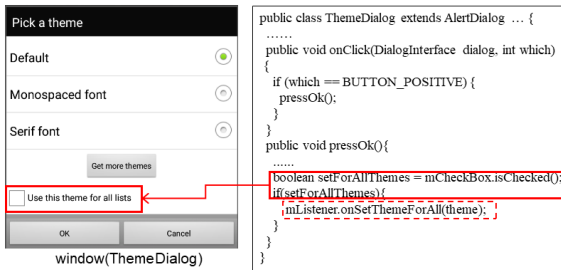 Pick a theme
Default
Monospaced font
Serif font
Get more themes
Use this theme for all lists
OK Cancel
window(ThemeDialog)
public class ThemeDialog extends AlertDialog … {
……
public void onClick(DialogInterface dialog, int which)
{
if (which == BUTTON_POSITIVE) {
pressOk();
}
}
public void pressOk(){
……
boolean setForAllThemes = mCheckBox.isChecked();
if(setForAllThemes){
mListener.onSetThemeForAll(theme);
}
}
}